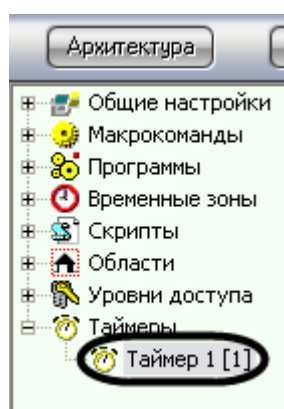 Архитектура
Общие настройки
Макрокоманды
Программы
Временные зоны
Скрипты
Области
Уровни доступа
Таймеры
Таймер 1 [1]